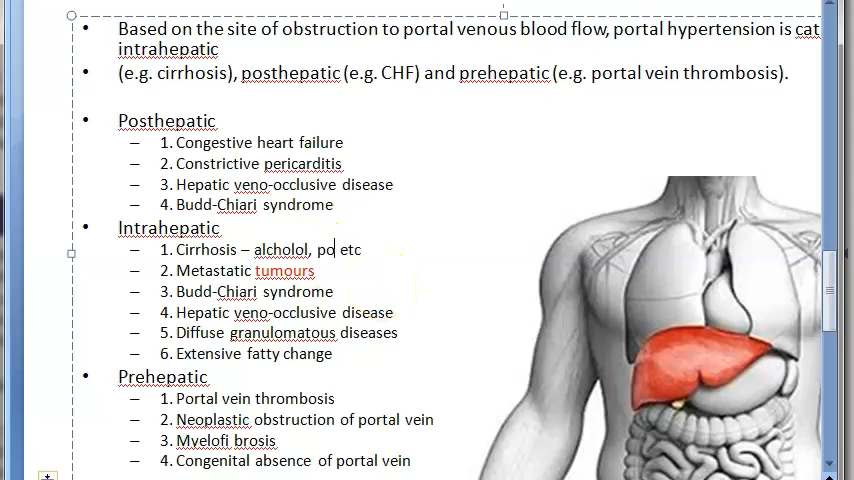 • Based on the site of obstruction to portal venous blood flow, portal hypertension is cat
intrahepatic
• (e.g. cirrhosis), posthepatic (e.g. CHF) and prehepatic (e.g. portal vein thrombosis).
• Posthepatic
– 1. Congestive heart failure
– 2. Constrictive pericarditis
– 3. Hepatic veno-occlusive disease
– 4. Budd-Chiari syndrome
• Intrahepatic
– 1. Cirrhosis – alcholol, po etc
– 2. Metastatic tumours
– 3. Budd-Chiari syndrome
– 4. Hepatic veno-occlusive disease
– 5. Diffuse granulomatous diseases
– 6. Extensive fatty change
• Prehepatic
– 1. Portal vein thrombosis
– 2. Neoplastic obstruction of portal vein
– 3. Myelofi brosis
– 4. Congenital absence of portal vein